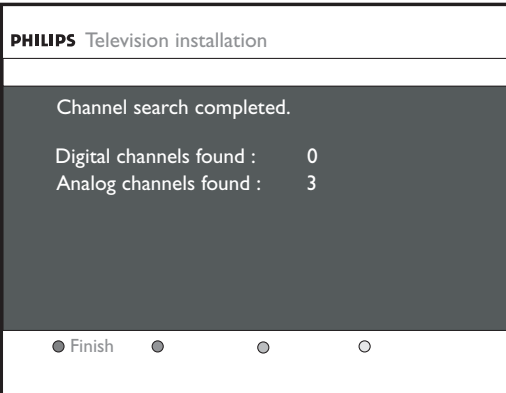 PHILIPS Television installation
Channel search completed.
Digital channels found : 0
Analog channels found : 3
Finish